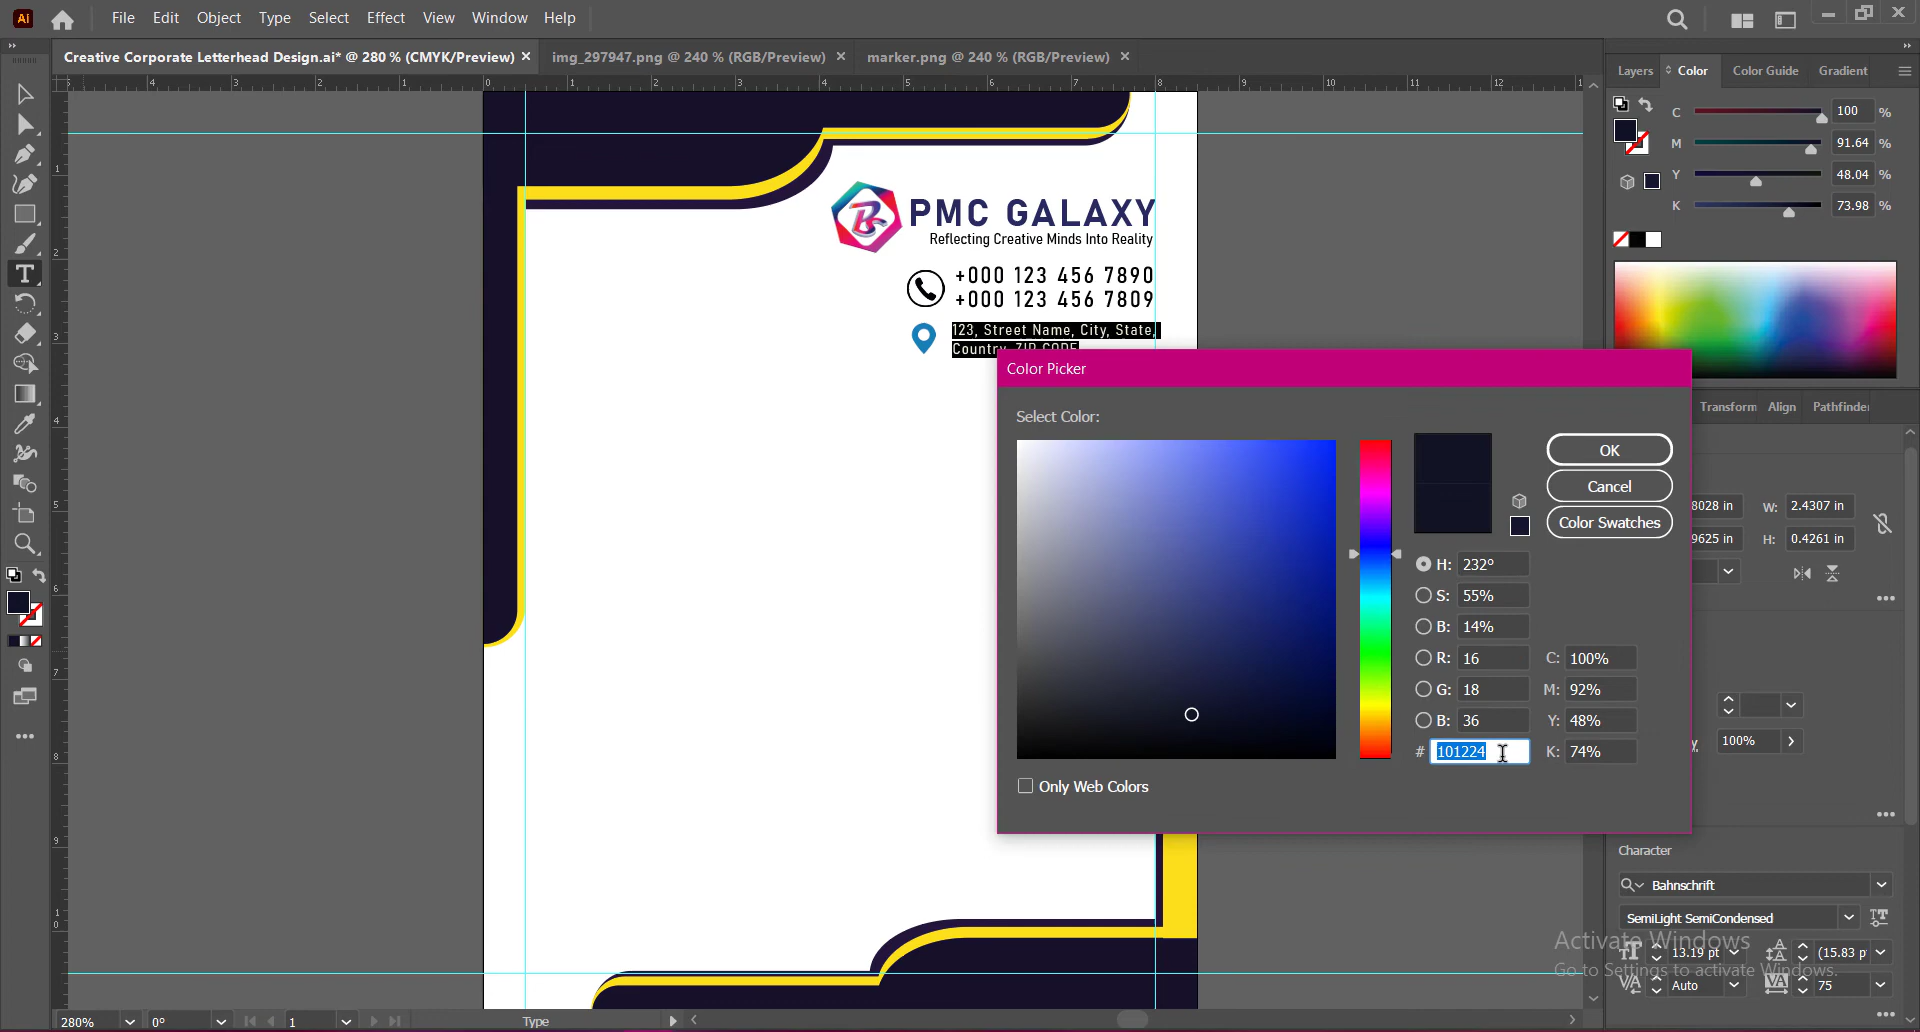 Ai File Edit Object Type Select Effect View Window Help
Creative Corporate Letterhead Design.ai* @ 280 % (CMYK/Preview) × img_297947.png @ 240 % (RGB/Preview) × marker.png @ 240 % (RGB/Preview) ×
Layers Color Color Guide Gradient
C 100 %
M 91.64 %
Y 48.04 %
K 73.98 %
PMC GALAXY
Reflecting Creative Minds Into Reality
+000 123 456 7890
+000 123 456 7809
123, Street Name, City, State,
Country, ZIP CODE
Color Picker
Select Color:
OK
Cancel
Color Swatches
H: 232°
S: 55%
B: 14%
R: 16 C: 100%
G: 18 M: 92%
B: 36 Y: 48%
# 101224 K: 74%
Only Web Colors
Transform Align Pathfinder
8028 in W: 2.4307 in
9625 in H: 0.4261 in
100%
Character
Bahnschrift
SemiLight SemiCondensed
Activate Windows
Go to Settings to activate Windows.
13.19 pt (15.83 p
Auto 75
280% 0° 1 Type